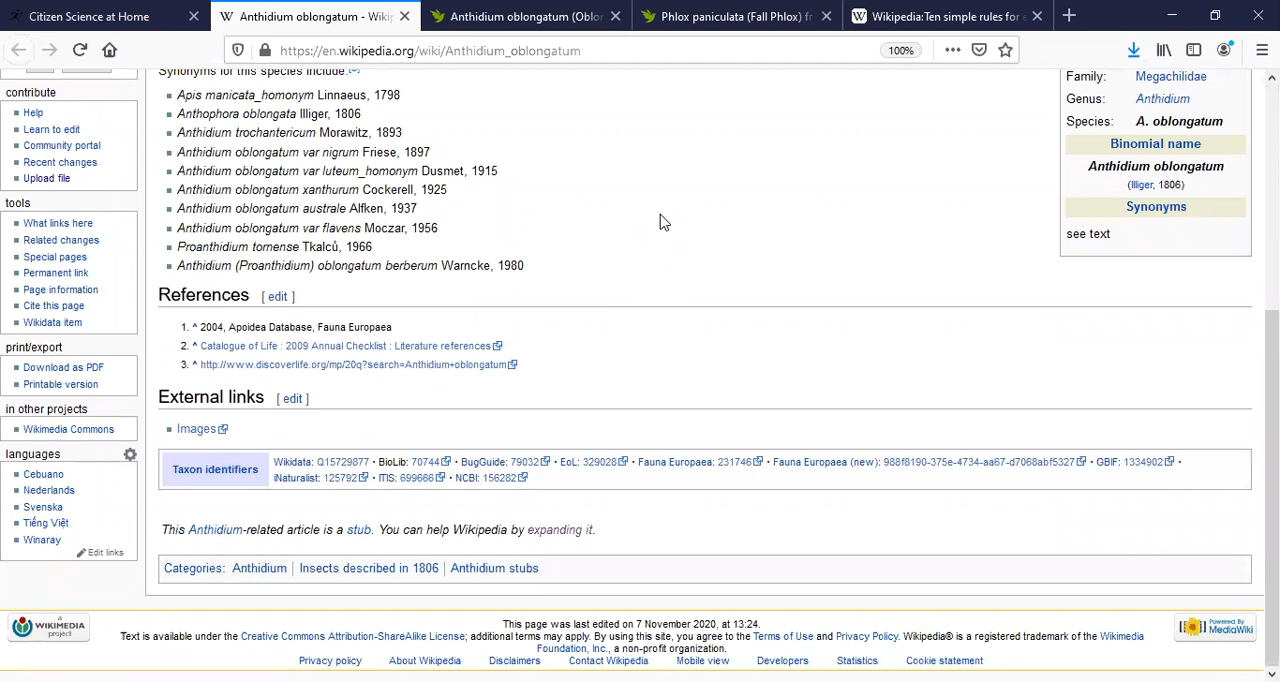 Citizen Science at Home
Anthidium oblongatum - Wiki
Anthidium oblongatum (Oblor
Phlox paniculata (Fall Phlox) f
Wikipedia:Ten simple rules for e
https://en.wikipedia.org/wiki/Anthidium_oblongatum
100%
contribute
Help
Learn to edit
Community portal
Recent changes
Upload file
tools
What links here
Related changes
Special pages
Permanent link
Page information
Cite this page
Wikidata item
print/export
Download as PDF
Printable version
in other projects
Wikimedia Commons
languages
Cebuano
Nederlands
Svenska
Tiếng Việt
Winaray
Edit links
Synonyms for this species include:
Apis manicata_homonym Linnaeus, 1798
Anthophora oblongata Illiger, 1806
Anthidium trochantericum Morawitz, 1893
Anthidium oblongatum var nigrum Friese, 1897
Anthidium oblongatum var luteum_homonym Dusmet, 1915
Anthidium oblongatum xanthurum Cockerell, 1925
Anthidium oblongatum australe Alfken, 1937
Anthidium oblongatum var flavens Moczar, 1956
Proanthidium tornense Tkalců, 1966
Anthidium (Proanthidium) oblongatum berberum Warncke, 1980
Family: Megachilidae
Genus: Anthidium
Species: A. oblongatum
Binomial name
Anthidium oblongatum
(Illiger, 1806)
Synonyms
see text
References [ edit ]
1. ^ 2004, Apoidea Database, Fauna Europaea
2. ^ Catalogue of Life : 2009 Annual Checklist : Literature references
3. ^ http://www.discoverlife.org/mp/20q?search=Anthidium+oblongatum
External links [ edit ]
Images
Taxon identifiers
Wikidata: Q15729877 • BioLib: 70744 • BugGuide: 79032 • EoL: 329028 • Fauna Europaea: 231746 • Fauna Europaea (new): 988f8190-375e-4734-aa67-d7068abf5327 • GBIF: 1334902 •
iNaturalist: 125792 • ITIS: 699666 • NCBI: 156282
This Anthidium-related article is a stub. You can help Wikipedia by expanding it.
Categories: Anthidium | Insects described in 1806 | Anthidium stubs
a
WIKIMEDIA
project
This page was last edited on 7 November 2020, at 13:24.
Text is available under the Creative Commons Attribution-ShareAlike License; additional terms may apply. By using this site, you agree to the Terms of Use and Privacy Policy. Wikipedia® is a registered trademark of the Wikimedia
Foundation, Inc., a non-profit organization.
Powered By
MediaWiki
Privacy policy
About Wikipedia
Disclaimers
Contact Wikipedia
Mobile view
Developers
Statistics
Cookie statement